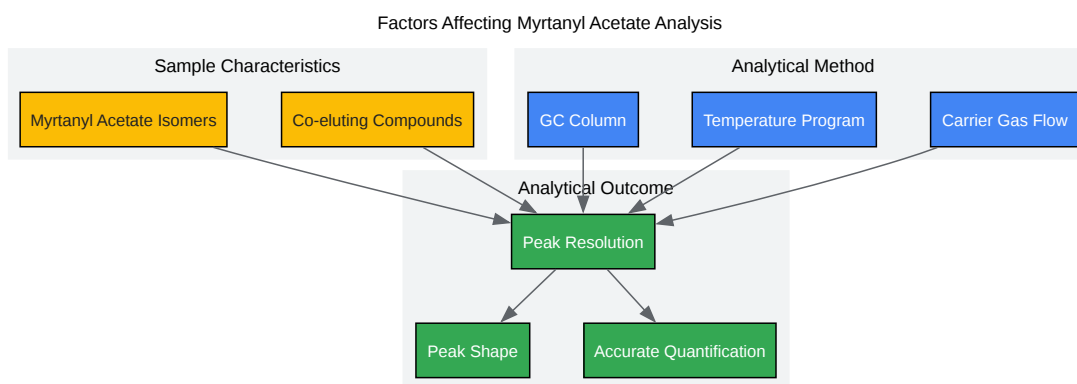 Factors Affecting Myrtanyl Acetate Analysis
Sample Characteristics
Analytical Method
Myrtanyl Acetate Isomers
Co-eluting Compounds
GC Column
Temperature Program
Carrier Gas Flow
Analytical Outcome
Peak Resolution
Peak Shape
Accurate Quantification